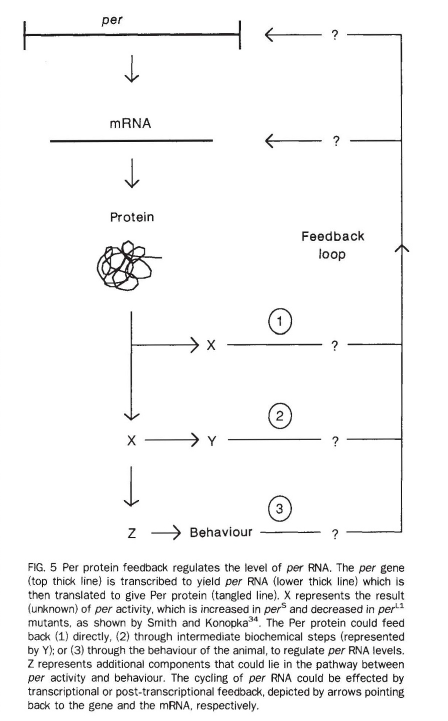 per
?
mRNA
?
Protein
Feedback
loop
1
X
?
2
X
Y
?
3
Z
Behaviour
?
FIG. 5 Per protein feedback regulates the level of per RNA. The per gene
(top thick line) is transcribed to yield per RNA (lower thick line) which is
then translated to give Per protein (tangled line). X represents the result
(unknown) of per activity, which is increased in perS and decreased in perL1
mutants, as shown by Smith and Konopka34. The Per protein could feed
back (1) directly, (2) through intermediate biochemical steps (represented
by Y); or (3) through the behaviour of the animal, to regulate per RNA levels.
Z represents additional components that could lie in the pathway between
per activity and behaviour. The cycling of per RNA could be effected by
transcriptional or post-transcriptional feedback, depicted by arrows pointing
back to the gene and the mRNA, respectively.